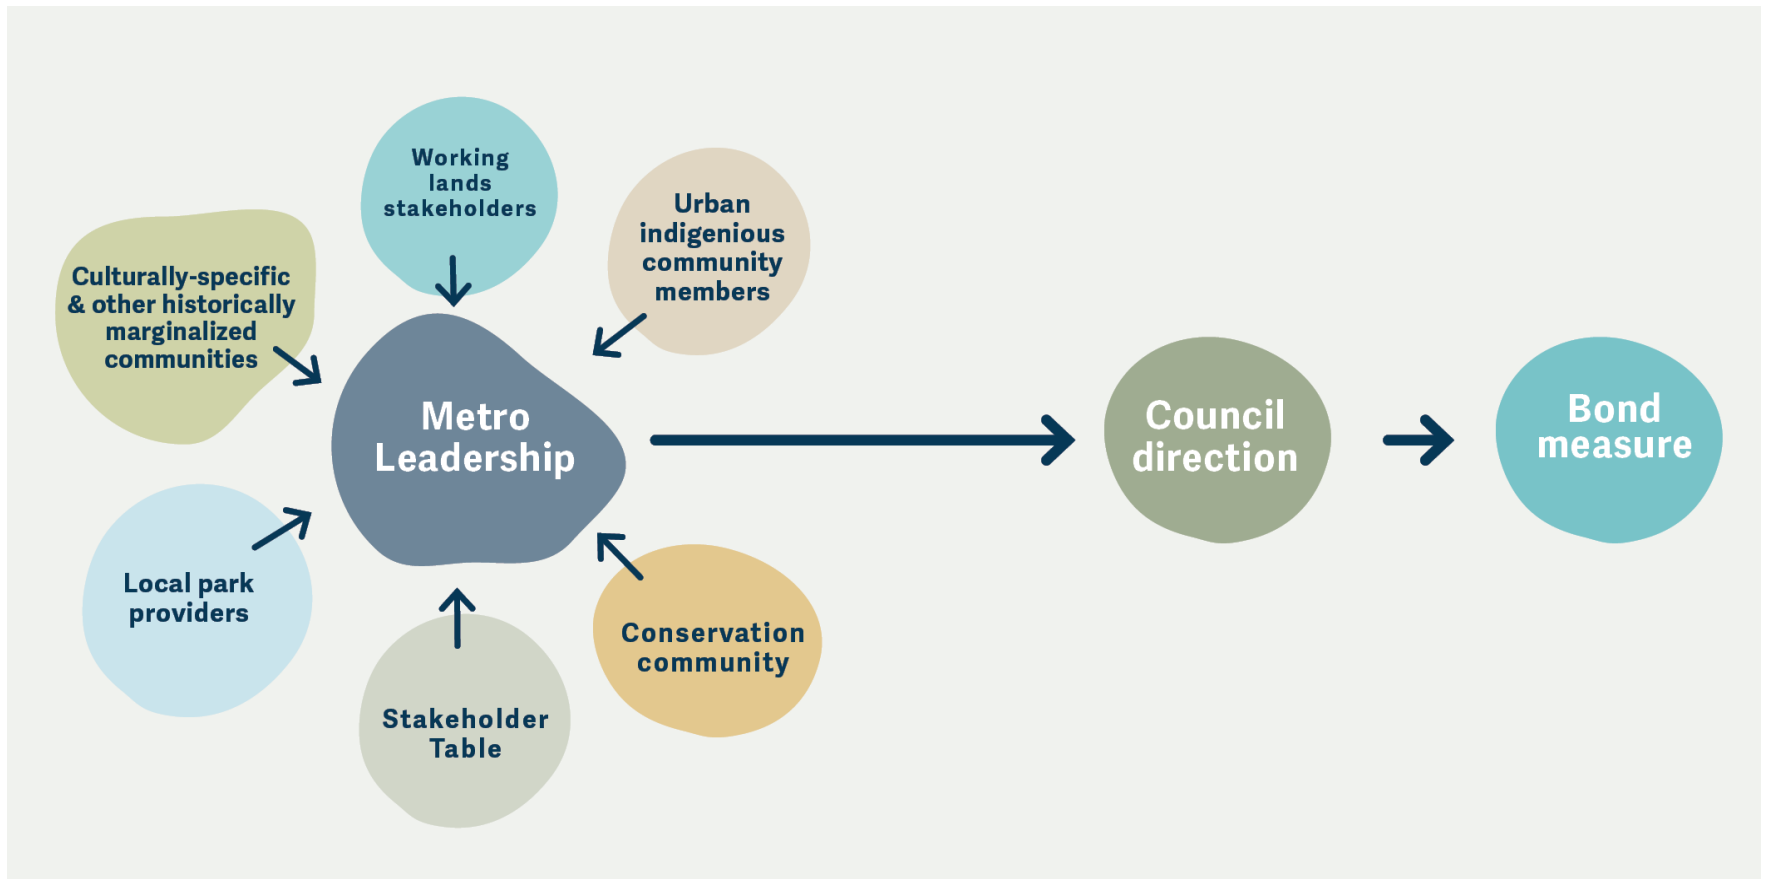 Working
lands
stakeholders
Urban
indigenious
community
members
Culturally-specific
& other historically
marginalized
communities
Metro
Leadership
Council
direction
Bond
measure
Local park
providers
Conservation
community
Stakeholder
Table